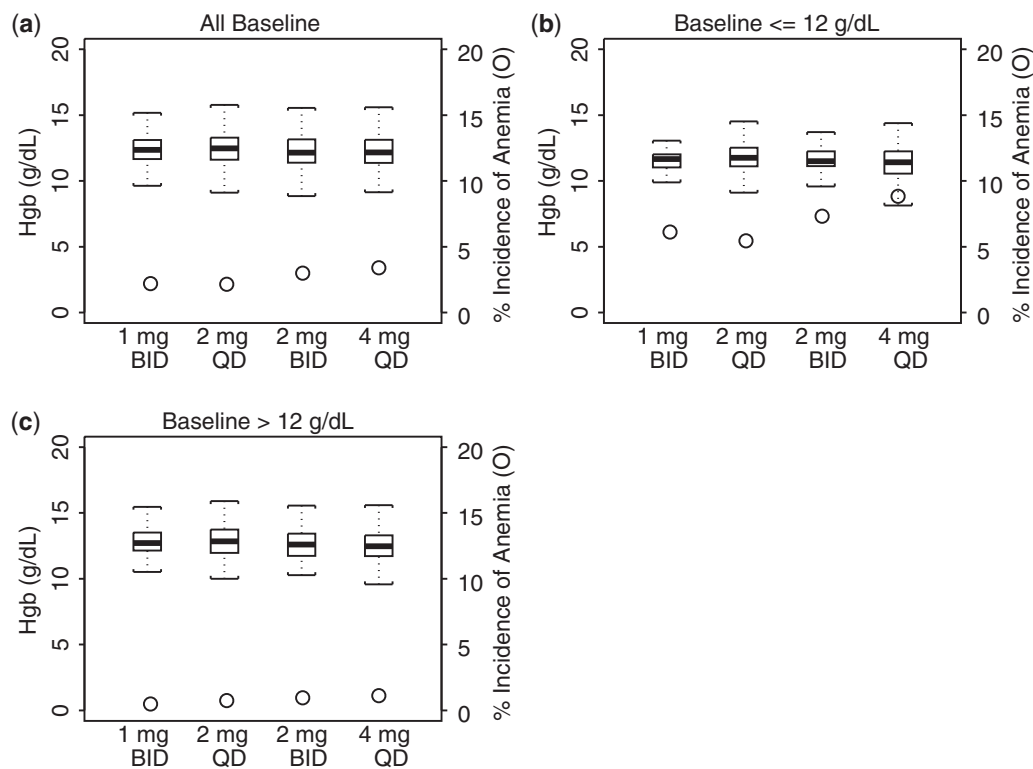 (a) All Baseline
Hgb (g/dL)
20
15
10
5
0
% Incidence of Anemia (O)
20
15
10
5
0
1 mg BID
2 mg QD
2 mg BID
4 mg QD
(b) Baseline <= 12 g/dL
Hgb (g/dL)
20
15
10
5
0
% Incidence of Anemia (O)
20
15
10
5
0
1 mg BID
2 mg QD
2 mg BID
4 mg QD
(c) Baseline > 12 g/dL
Hgb (g/dL)
20
15
10
5
0
% Incidence of Anemia (O)
20
15
10
5
0
1 mg BID
2 mg QD
2 mg BID
4 mg QD